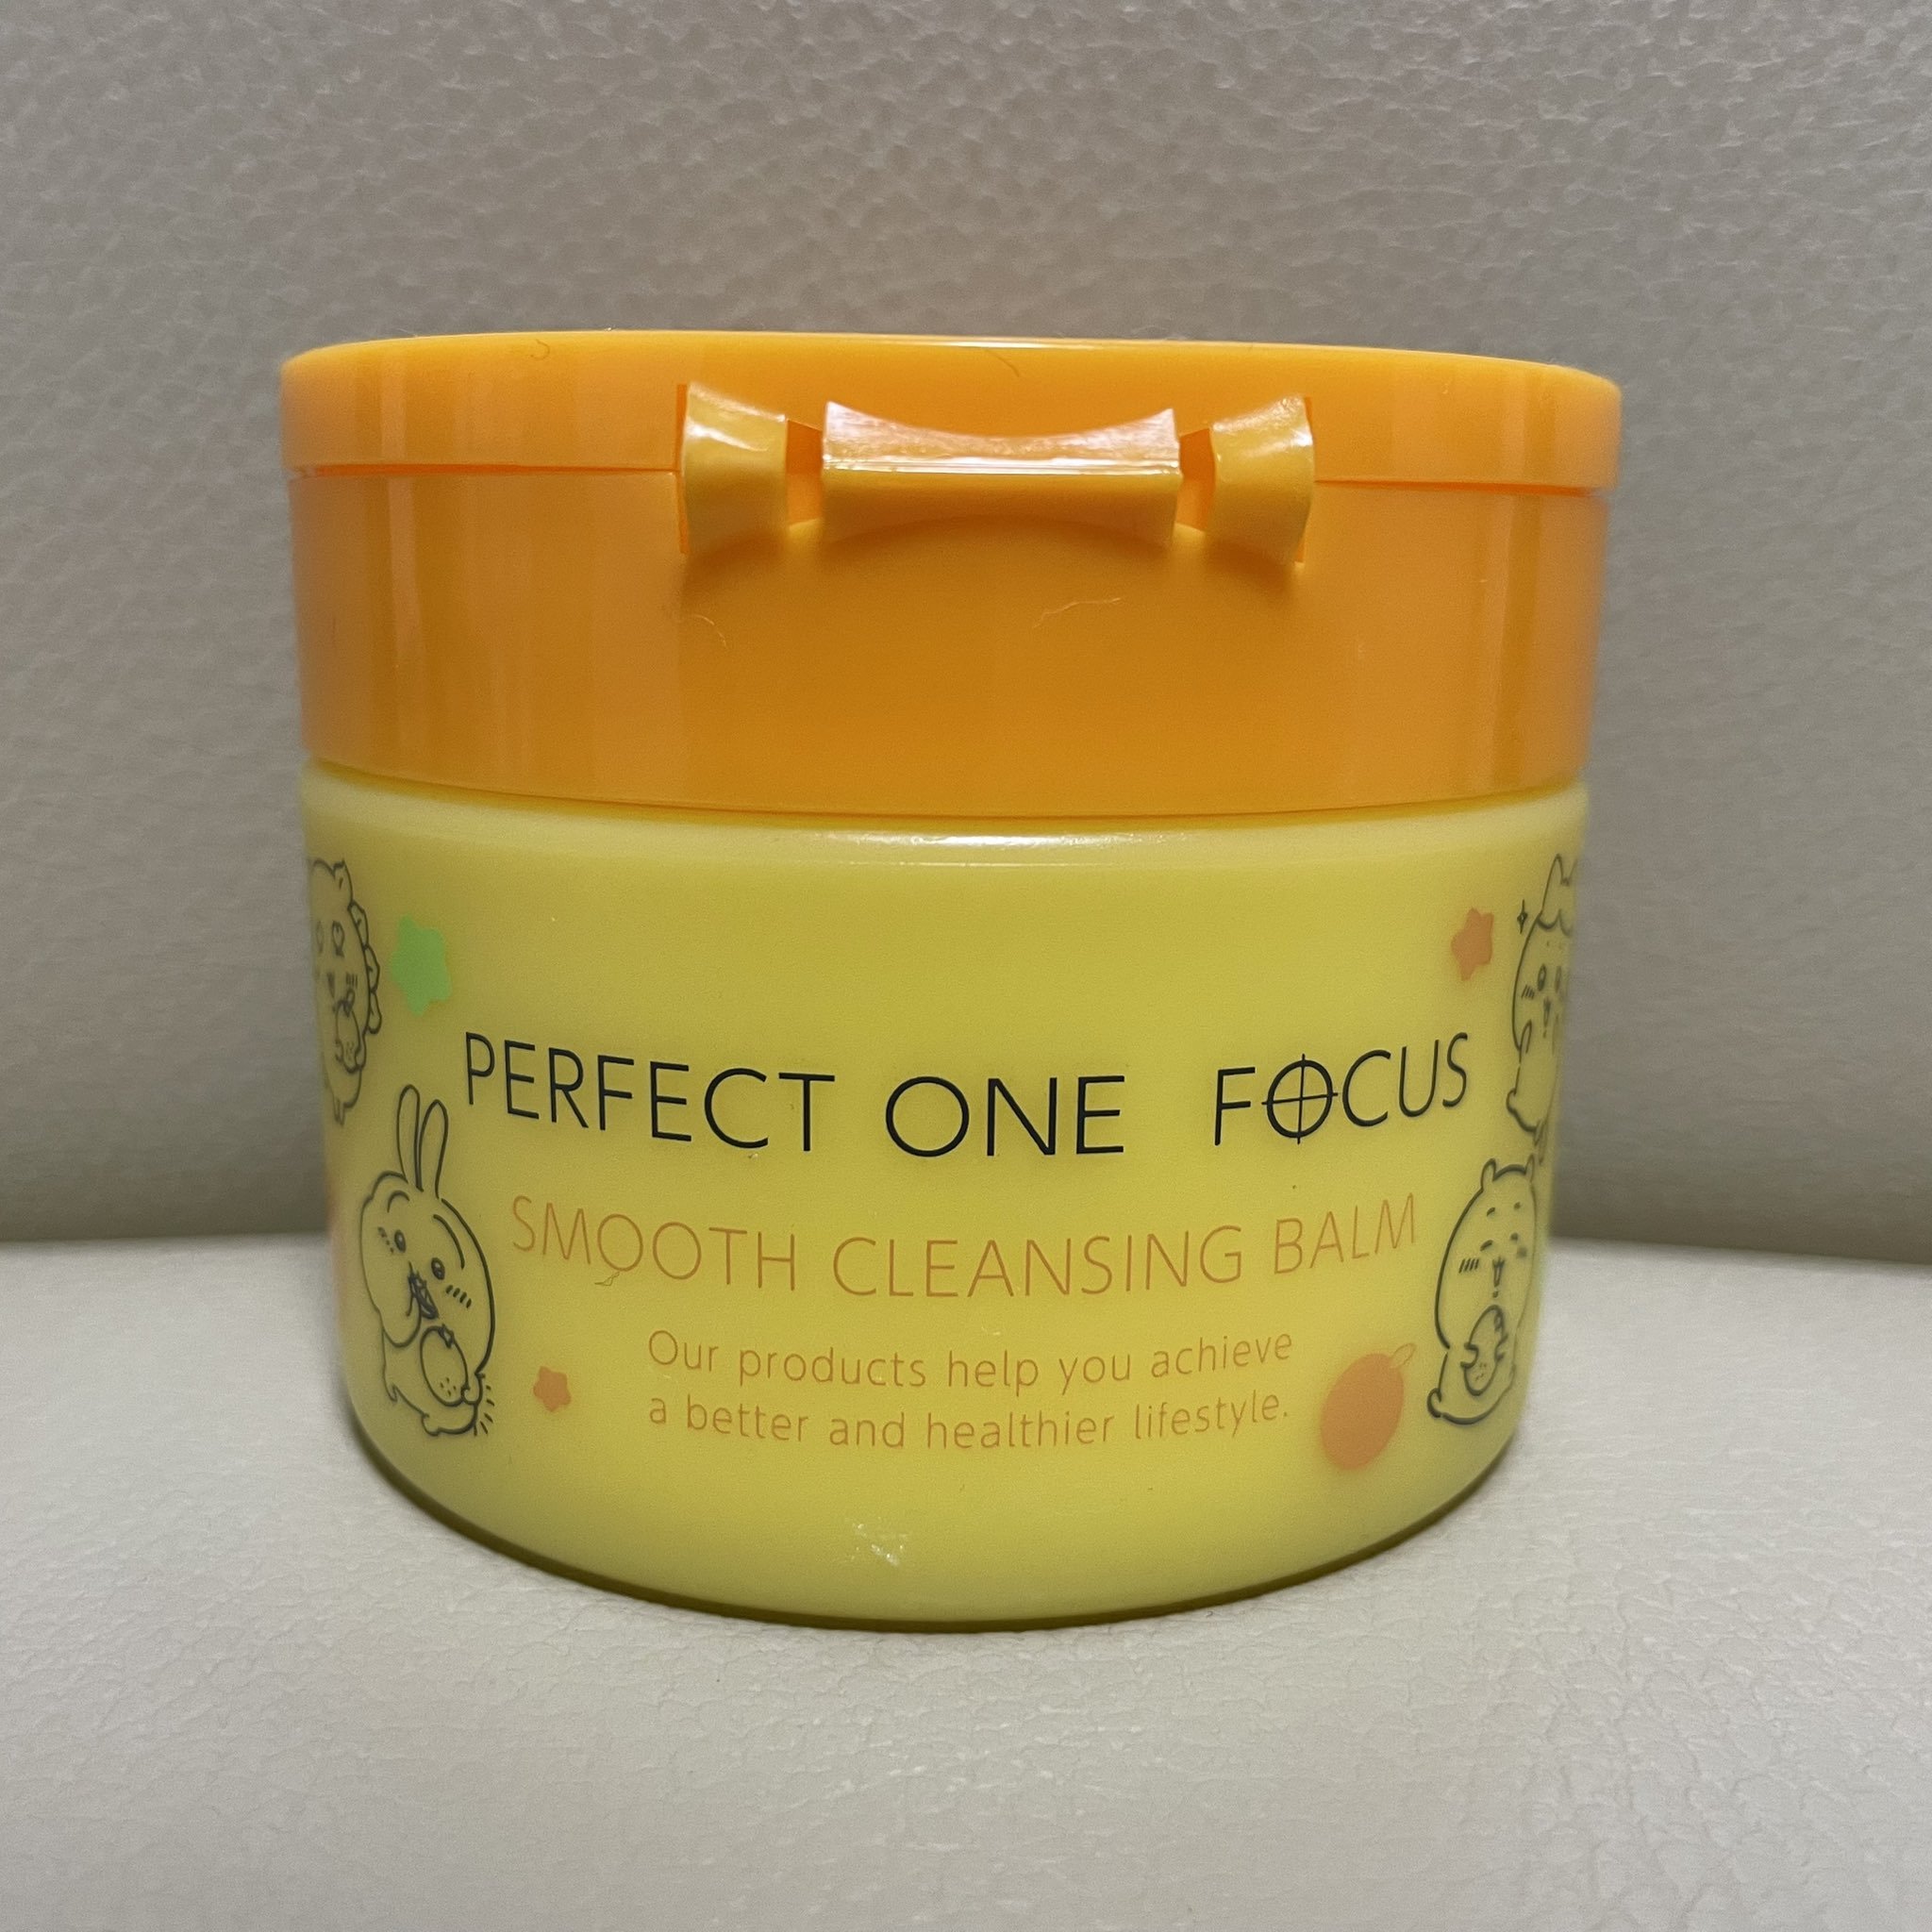 PERFECT ONE FOCUS
SMOOTH CLEANSING BALM
Our products help you achieve
a better and healthier lifestyle.